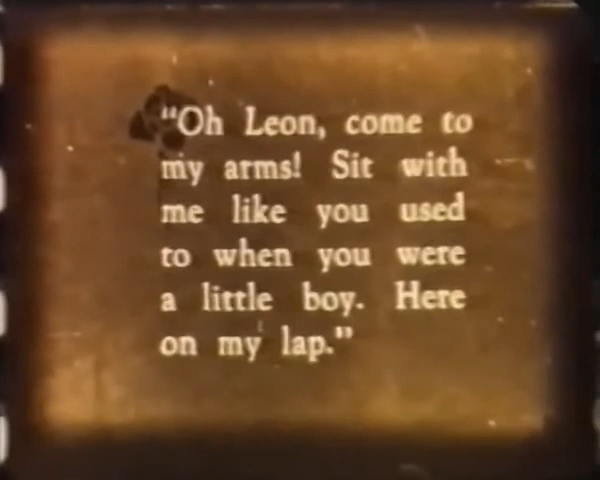 “Oh Leon, come to
my arms! Sit with
me like you used
to when you were
a little boy. Here
on my lap.”